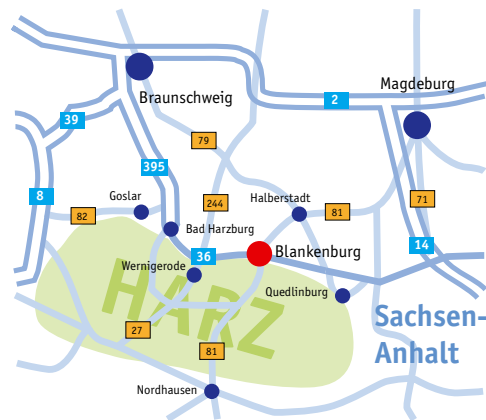 Magdeburg
Braunschweig
2
39
79
395
8
Goslar
82
244
Halberstadt
81
71
Bad Harzburg
36
Blankenburg
14
Wernigerode
HARZ
Quedlinburg
Sachsen-
Anhalt
27
81
Nordhausen